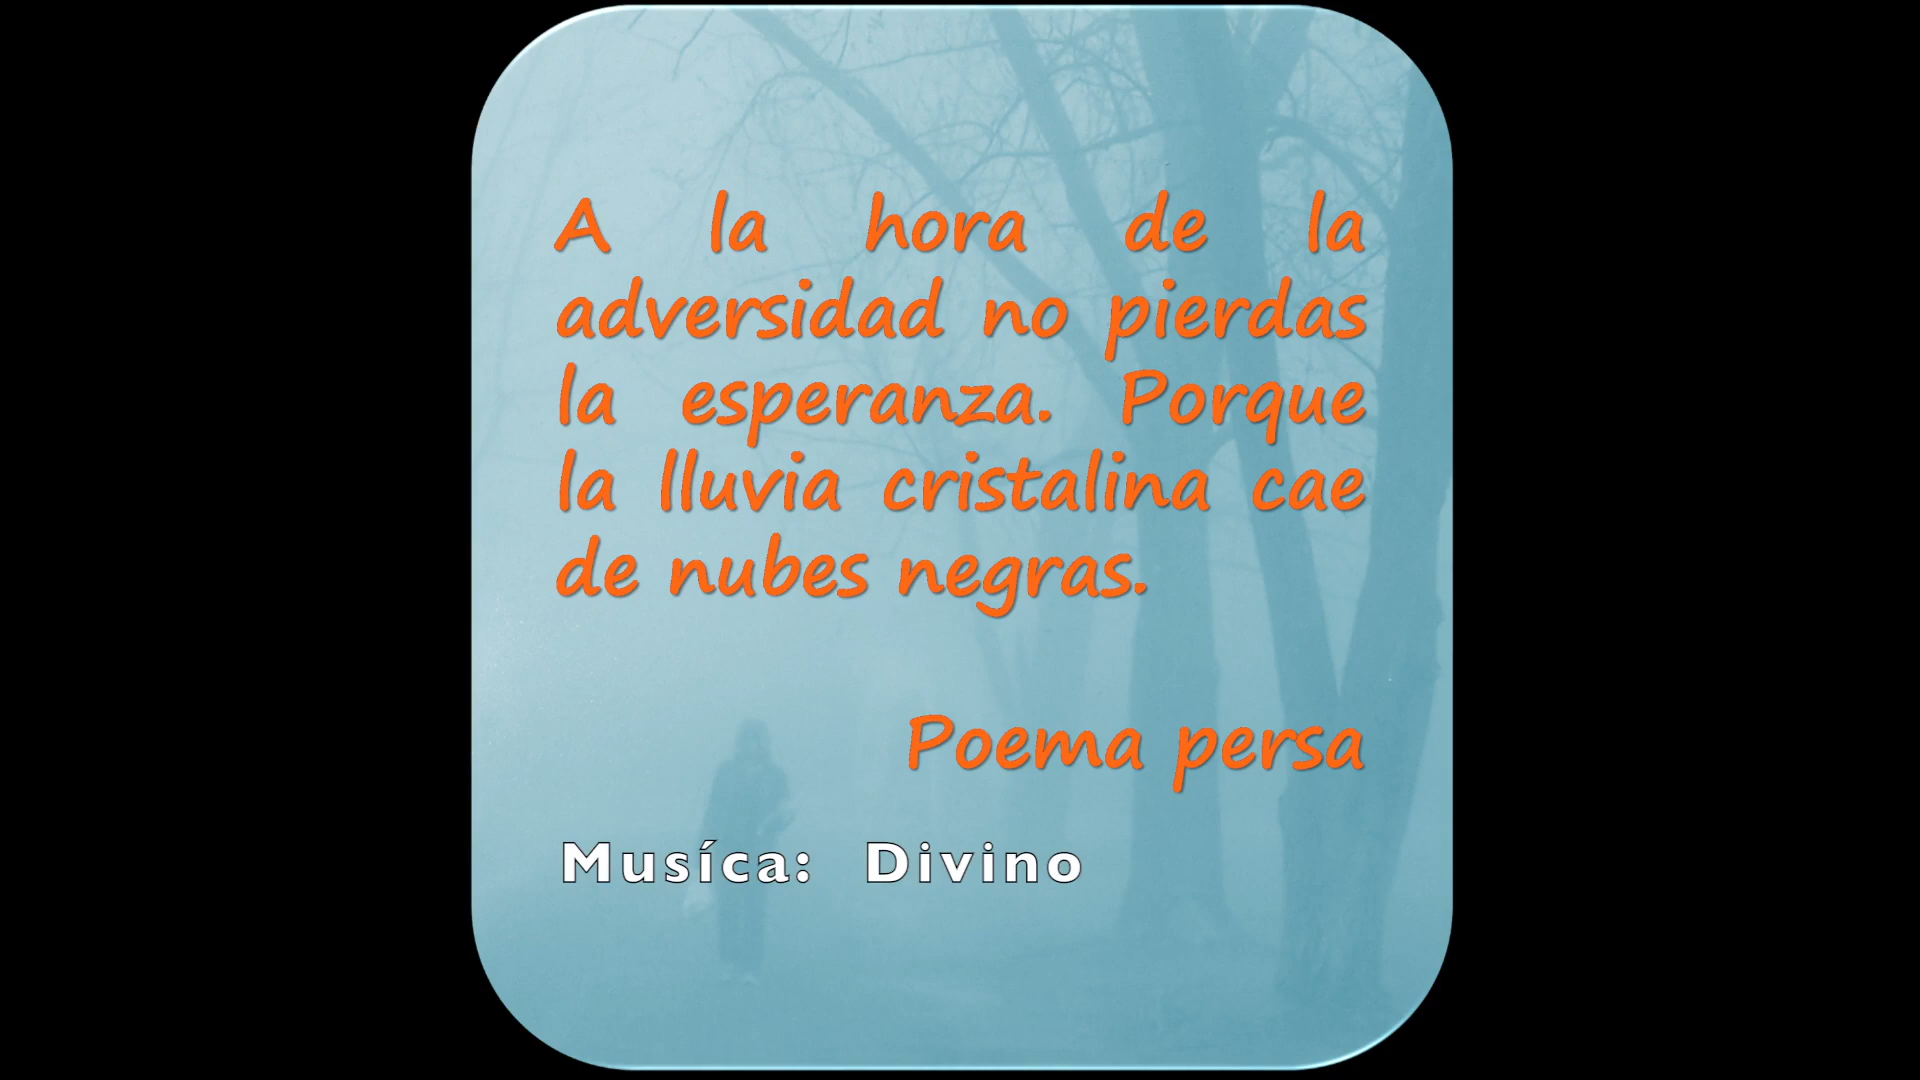 A la hora de la
adversidad no pierdas
la esperanza. Porque
la lluvia cristalina cae
de nubes negras.
Poema persa
Musíca: Divino